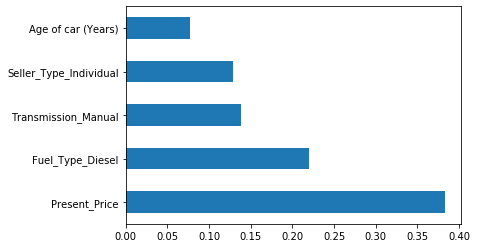 Age of car (Years)
Seller_Type_Individual
Transmission_Manual
Fuel_Type_Diesel
Present_Price
0.00 0.05 0.10 0.15 0.20 0.25 0.30 0.35 0.40